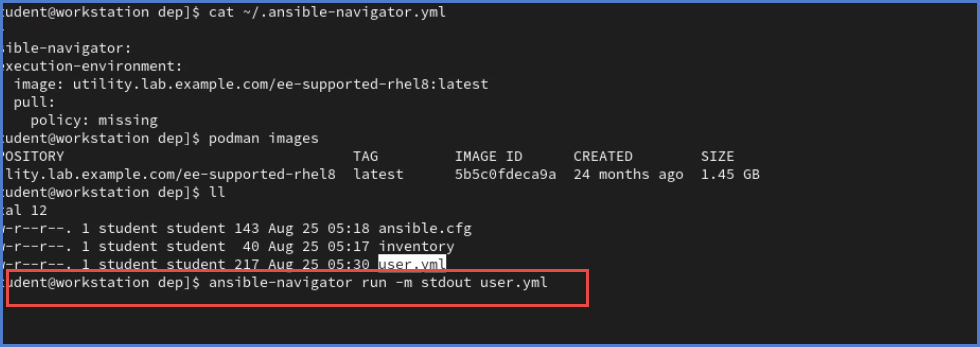 tudent@workstation dep]$ cat ~/.ansible-navigator.yml
sible-navigator:
execution-environment:
image: utility.lab.example.com/ee-supported-rhel8:latest
pull:
policy: missing
tudent@workstation dep]$ podman images
POSITORY TAG IMAGE ID CREATED SIZE
ility.lab.example.com/ee-supported-rhel8 latest 5b5c0fdeca9a 24 months ago 1.45 GB
tudent@workstation dep]$ ll
tal 12
w-r--r--. 1 student student 143 Aug 25 05:18 ansible.cfg
w-r--r--. 1 student student 40 Aug 25 05:17 inventory
w-r--r--. 1 student student 217 Aug 25 05:30 user.yml
tudent@workstation dep]$ ansible-navigator run -m stdout user.yml